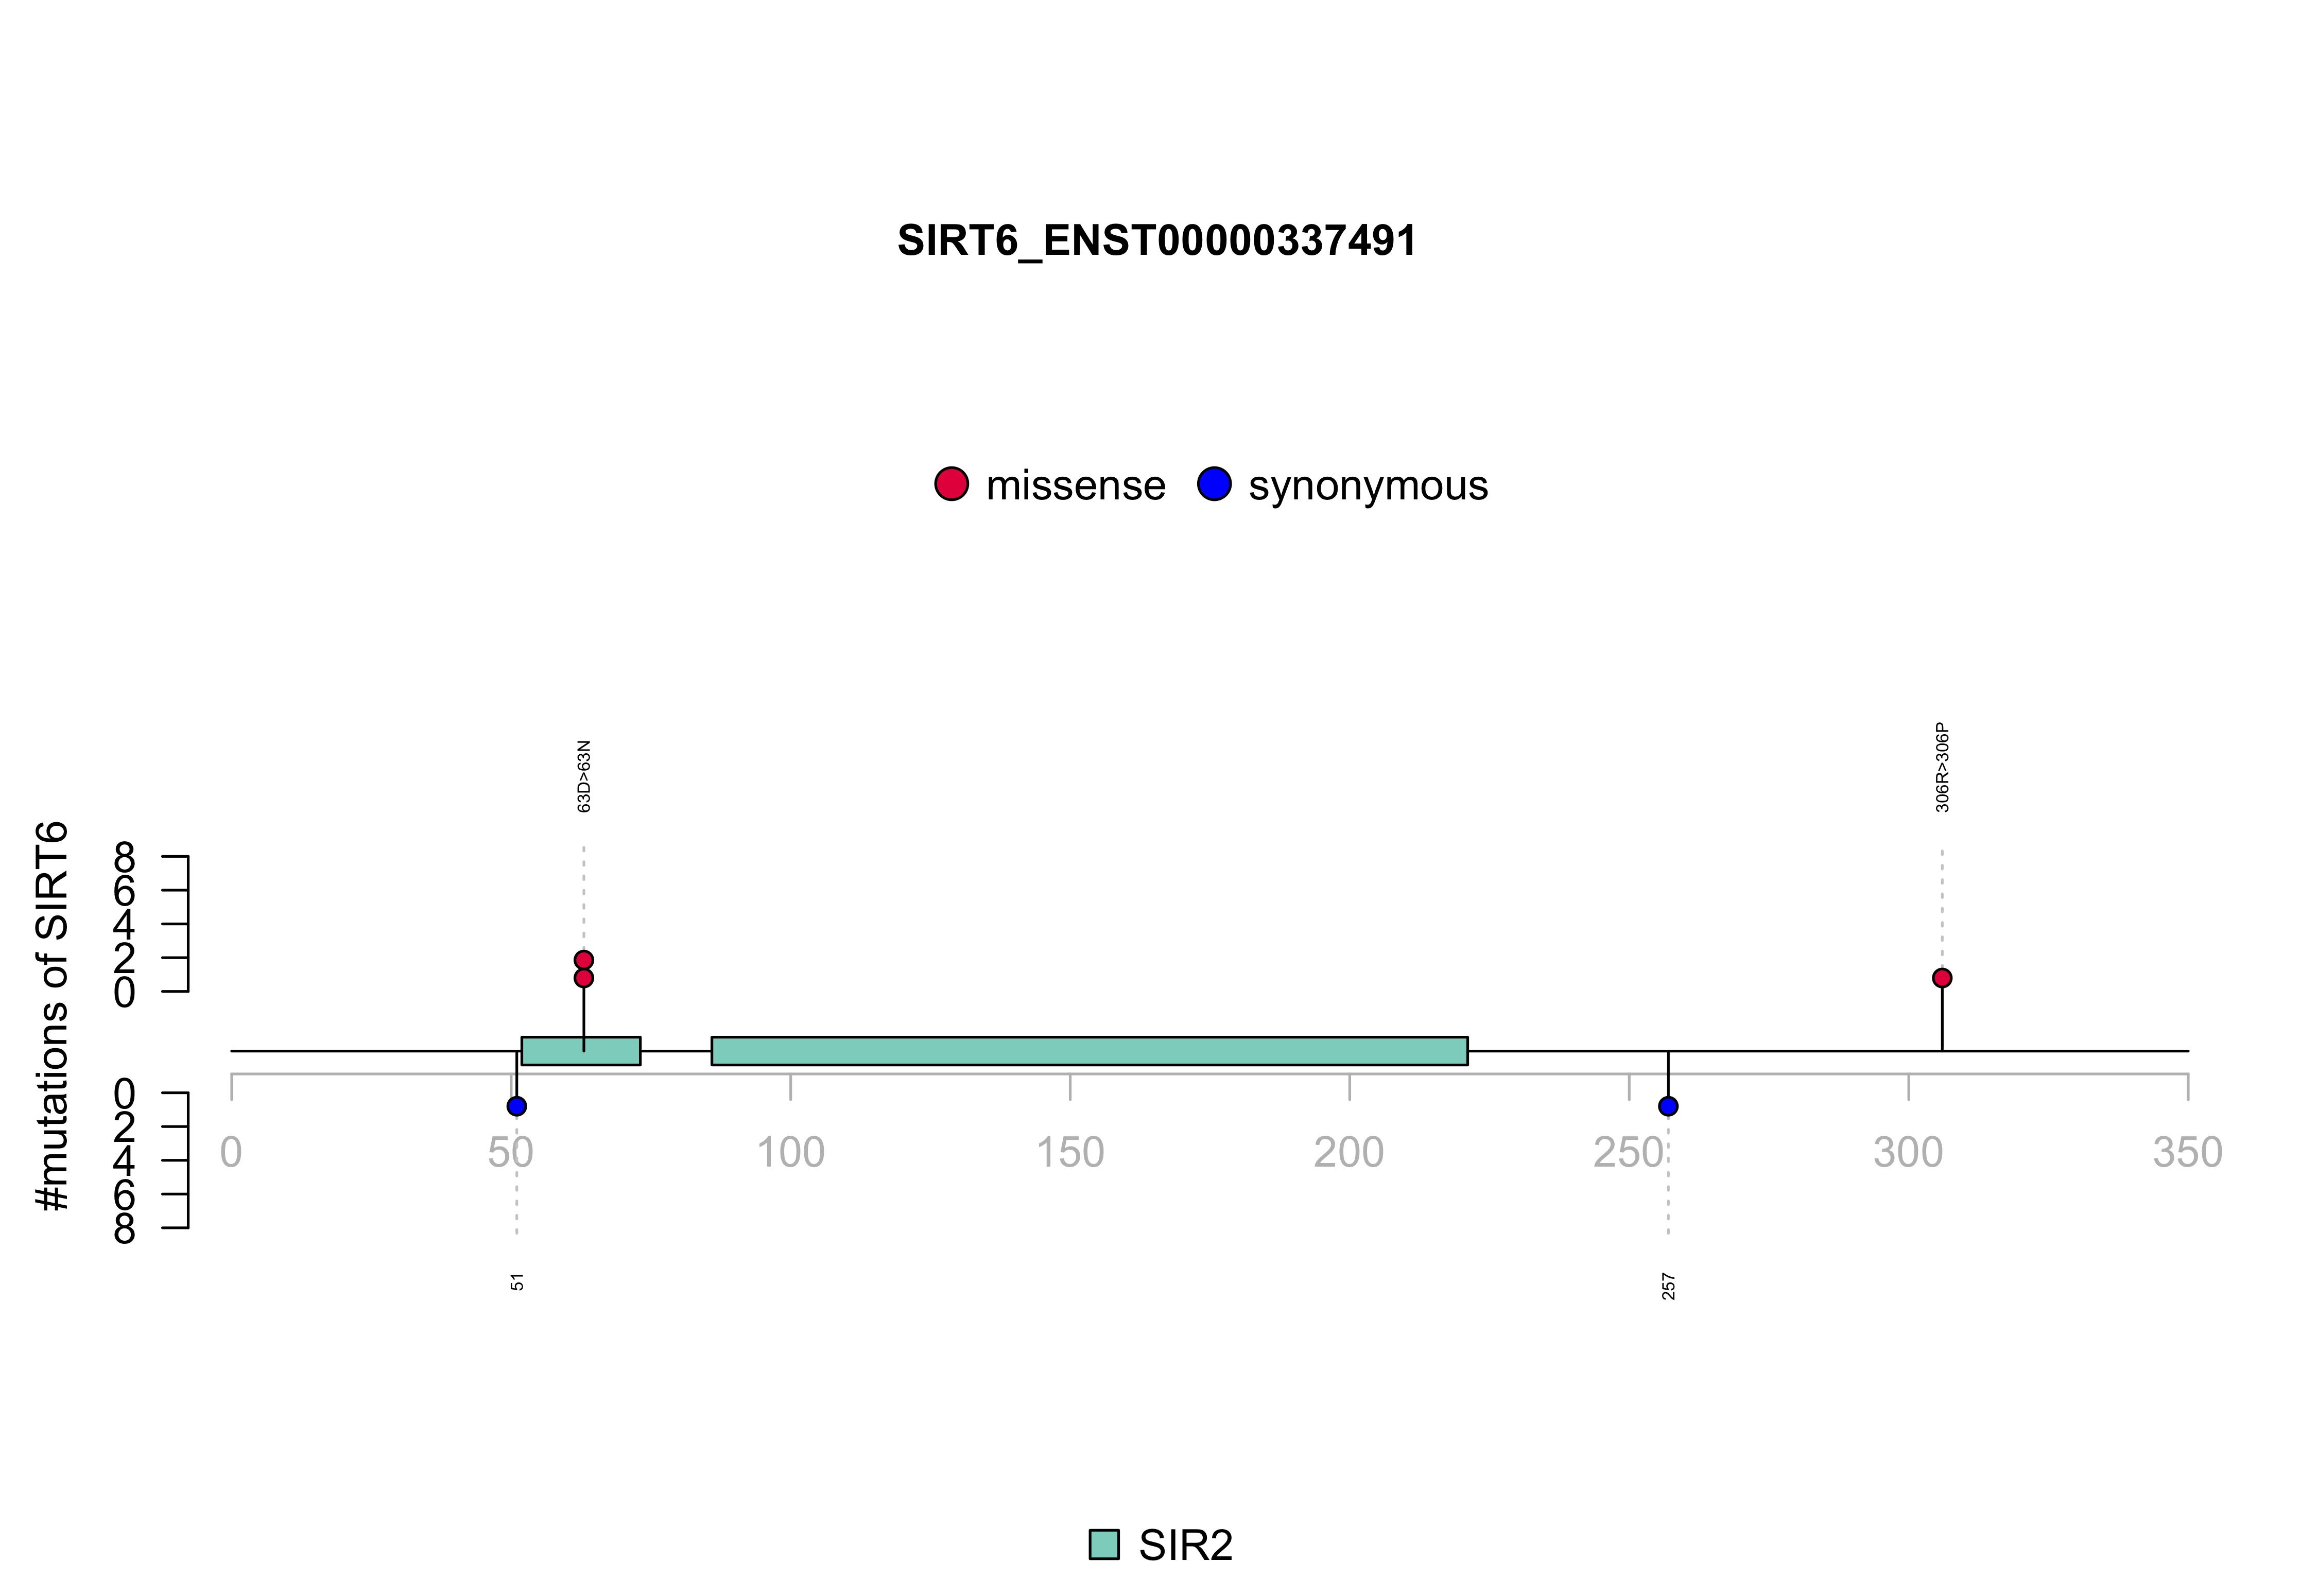 SIRT6_ENST00000337491
missense synonymous
63D>63N
306R>306P
#mutations of SIRT6
8
6
4
2
0
0
2
4
6
8
0 50 100 150 200 250 300 350
51
257
SIR2